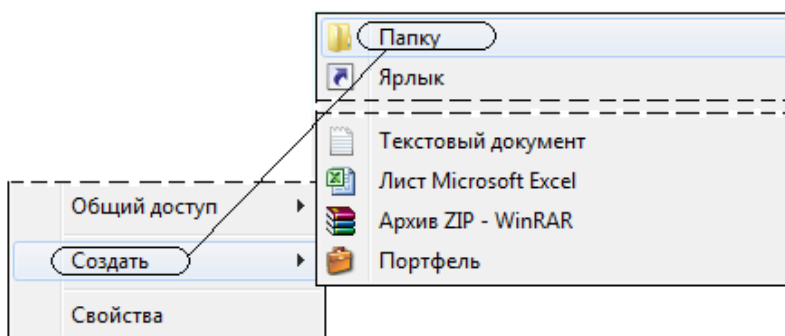 Папку
Ярлык
Текстовый документ
Лист Microsoft Excel
Архив ZIP - WinRAR
Портфель
Общий доступ
Создать
Свойства